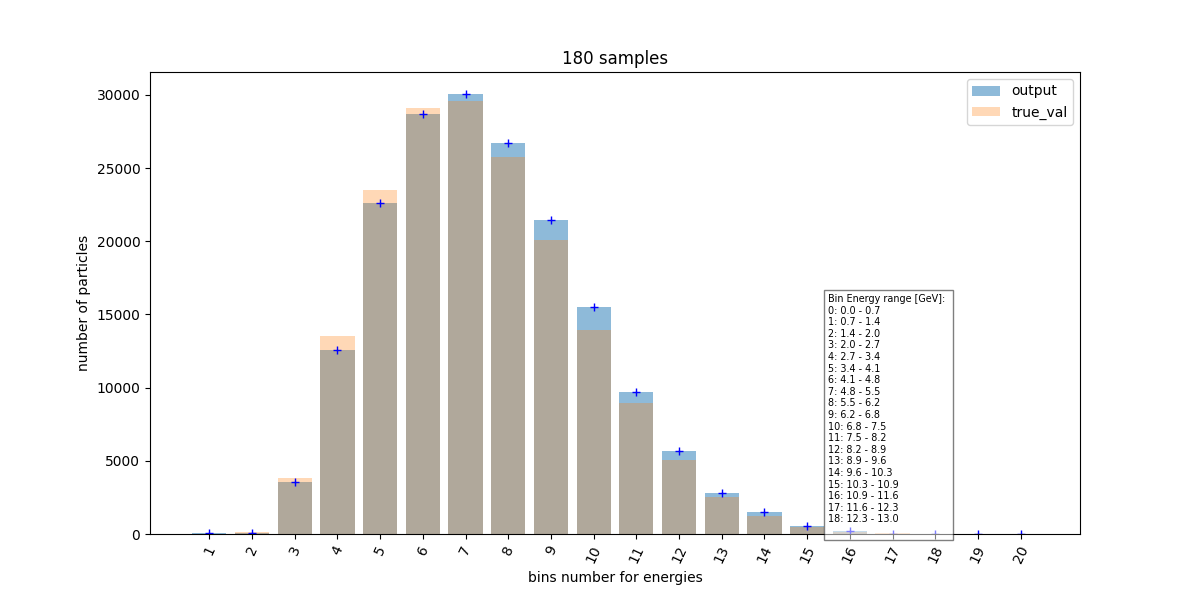 180 samples
output
true_val
30000
25000
20000
15000
10000
5000
0
number of particles
Bin Energy range [GeV]:
0: 0.0 - 0.7
1: 0.7 - 1.4
2: 1.4 - 2.0
3: 2.0 - 2.7
4: 2.7 - 3.4
5: 3.4 - 4.1
6: 4.1 - 4.8
7: 4.8 - 5.5
8: 5.5 - 6.2
9: 6.2 - 6.8
10: 6.8 - 7.5
11: 7.5 - 8.2
12: 8.2 - 8.9
13: 8.9 - 9.6
14: 9.6 - 10.3
15: 10.3 - 10.9
16: 10.9 - 11.6
17: 11.6 - 12.3
18: 12.3 - 13.0
1 2 3 4 5 6 7 8 9 10 11 12 13 14 15 16 17 18 19 20
bins number for energies